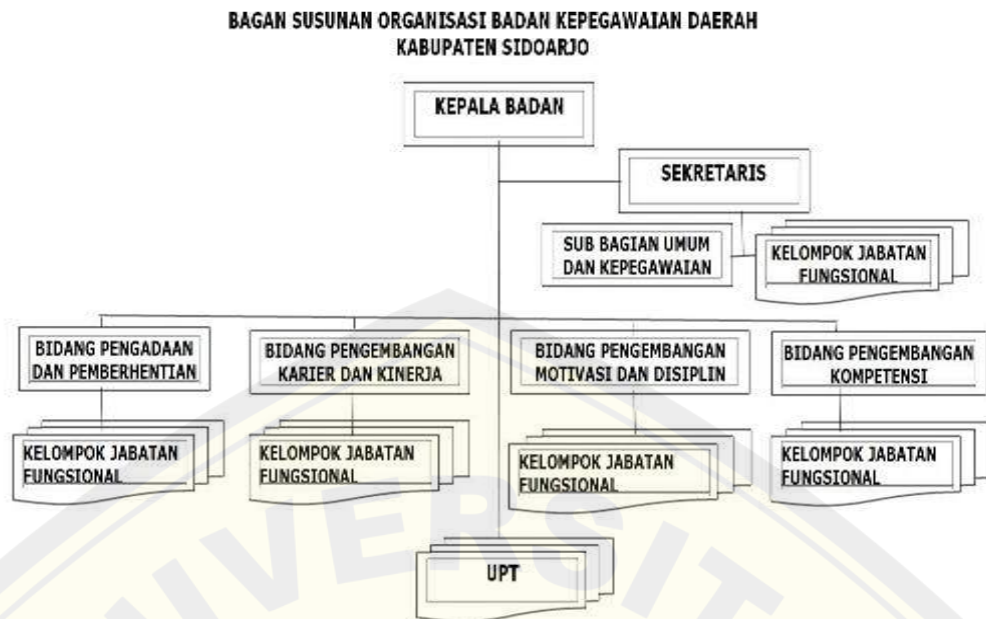 BAGAN SUSUNAN ORGANISASI BADAN KEPEGAWAIAN DAERAH
KABUPATEN SIDOARJO
KEPALA BADAN
SEKRETARIS
SUB BAGIAN UMUM
DAN KEPEGAWAIAN
KELOMPOK JABATAN
FUNGSIONAL
BIDANG PENGADAAN
DAN PEMBERHENTIAN
BIDANG PENGEMBANGAN
KARIER DAN KINERJA
BIDANG PENGEMBANGAN
MOTIVASI DAN DISIPLIN
BIDANG PENGEMBANGAN
KOMPETENSI
KELOMPOK JABATAN
FUNGSIONAL
KELOMPOK JABATAN
FUNGSIONAL
KELOMPOK JABATAN
FUNGSIONAL
KELOMPOK JABATAN
FUNGSIONAL
UPT